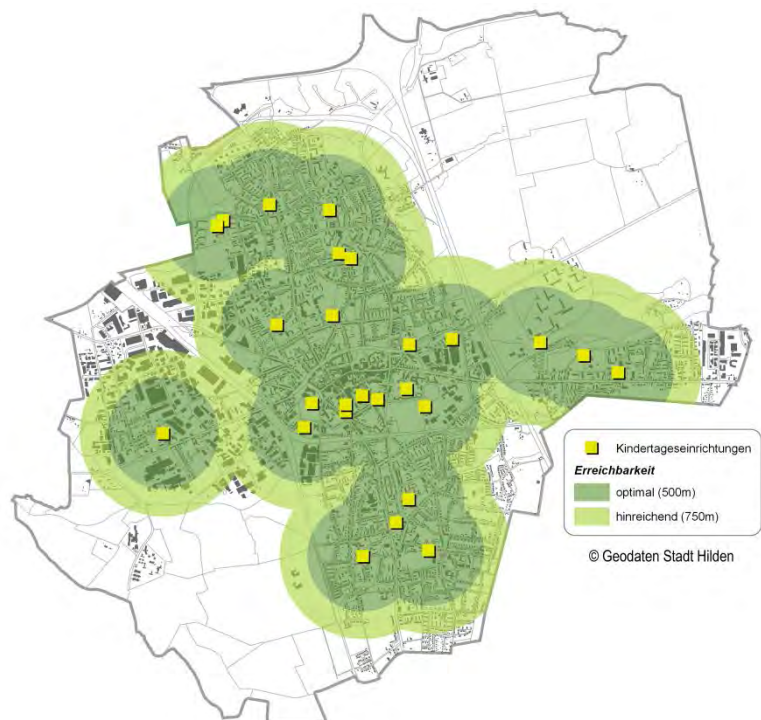 Kindertageseinrichtungen
Erreichbarkeit
optimal (500m)
hinreichend (750m)
© Geodaten Stadt Hilden